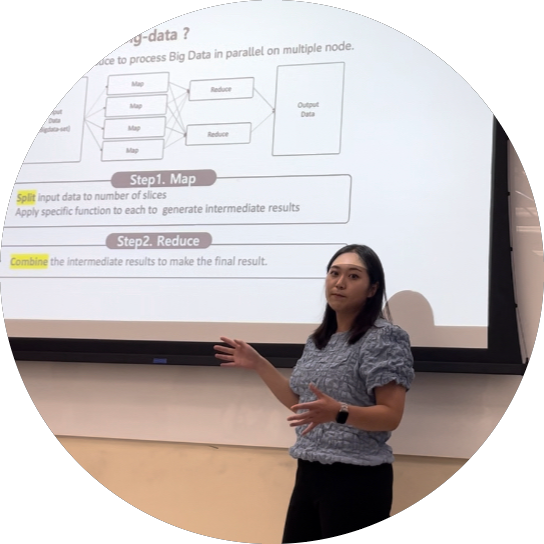 g-data ?
uce to process Big Data in parallel on multiple node.
Map
Map
Map
Map
Reduce
Reduce
Output
Data
Data
Step1. Map
Split input data to number of slices
Apply specific function to each to generate intermediate results
Step2. Reduce
Combine the intermediate results to make the final result.